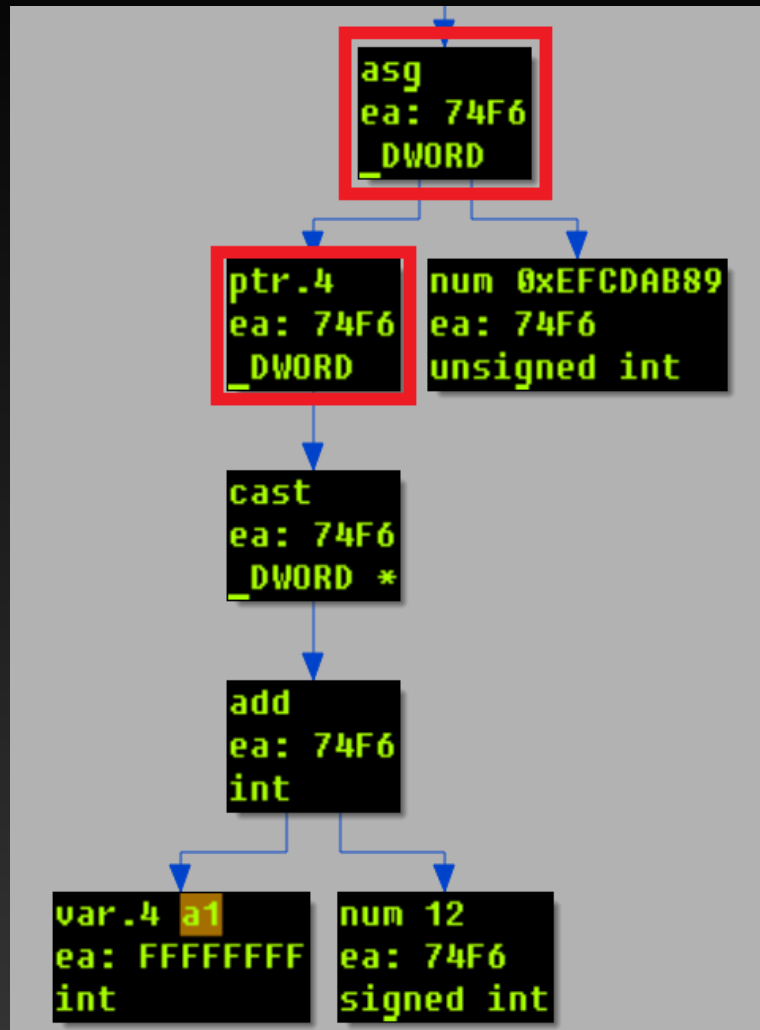 asg
ea: 74F6
_DWORD
ptr.4
ea: 74F6
_DWORD
num 0xEFCDAB89
ea: 74F6
unsigned int
cast
ea: 74F6
_DWORD *
add
ea: 74F6
int
var.4 a1
ea: FFFFFFFF
int
num 12
ea: 74F6
signed int